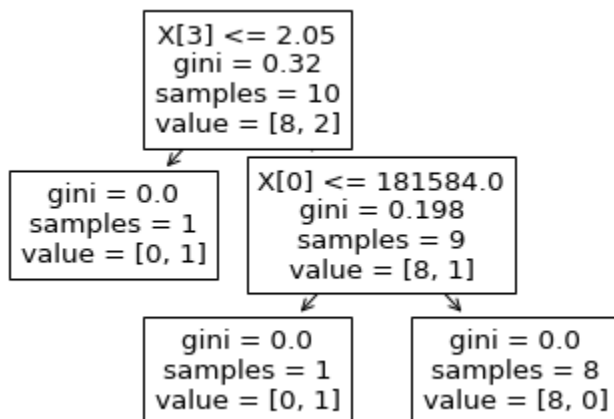 X[3] <= 2.05
gini = 0.32
samples = 10
value = [8, 2]
gini = 0.0
samples = 1
value = [0, 1]
X[0] <= 181584.0
gini = 0.198
samples = 9
value = [8, 1]
gini = 0.0
samples = 1
value = [0, 1]
gini = 0.0
samples = 8
value = [8, 0]